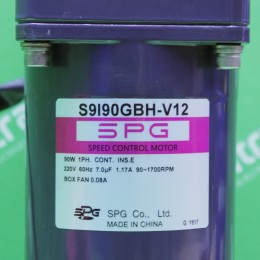 S9I90GBH-V12
SPG
SPEED CONTROL MOTOR
90W 1PH. CONT. INS.E
220V 60Hz 7.0μF 1.17A 90~1700RPM
BOX FAN 0.08A
SPG SPG Co., Ltd.
MADE IN CHINA